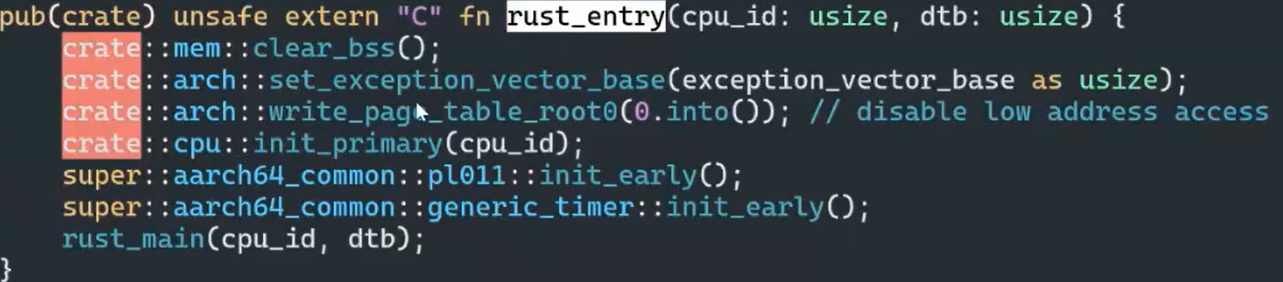 pub(crate) unsafe extern "C" fn rust_entry(cpu_id: usize, dtb: usize) {
    crate::mem::clear_bss();
    crate::arch::set_exception_vector_base(exception_vector_base as usize);
    crate::arch::write_page_table_root0(0.into()); // disable low address access
    crate::cpu::init_primary(cpu_id);
    super::aarch64_common::pl011::init_early();
    super::aarch64_common::generic_timer::init_early();
    rust_main(cpu_id, dtb);
}